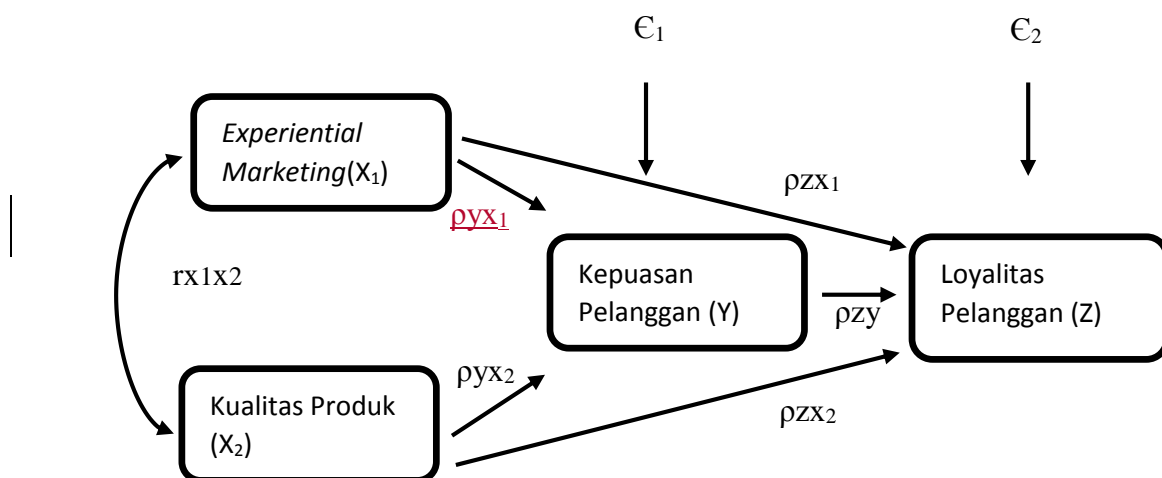 Є₁
Є₂
Experiential
Marketing(X₁)
ρzx₁
ρyx₁
Kepuasan
Pelanggan (Y)
Loyalitas
Pelanggan (Z)
rx1x2
ρzy
ρyx₂
Kualitas Produk
(X₂)
ρzx₂